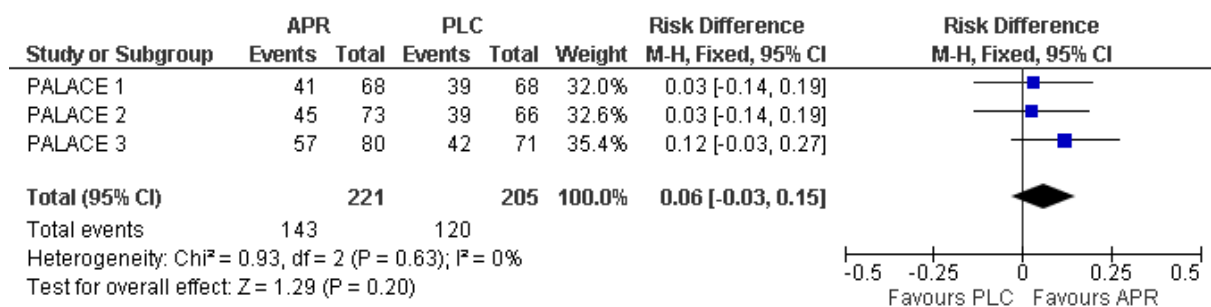 APR PLC Risk Difference Risk Difference
Study or Subgroup Events Total Events Total Weight M-H, Fixed, 95% CI M-H, Fixed, 95% CI
PALACE 1 41 68 39 68 32.0% 0.03 [-0.14, 0.19]
PALACE 2 45 73 39 66 32.6% 0.03 [-0.14, 0.19]
PALACE 3 57 80 42 71 35.4% 0.12 [-0.03, 0.27]
Total (95% CI) 221 205 100.0% 0.06 [-0.03, 0.15]
Total events 143 120
Heterogeneity: Chi² = 0.93, df = 2 (P = 0.63); I² = 0%
Test for overall effect: Z = 1.29 (P = 0.20)
-0.5 -0.25 0 0.25 0.5
Favours PLC Favours APR